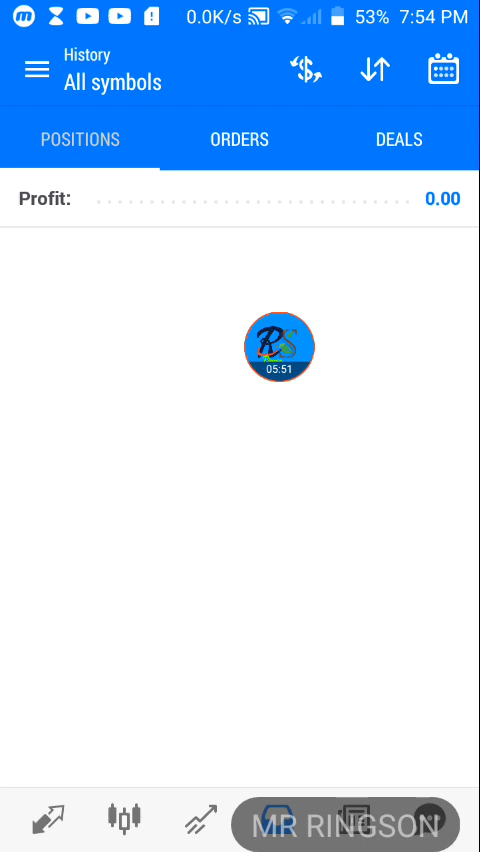 0.0K/s 53% 7:54 PM
History
All symbols
POSITIONS ORDERS DEALS
Profit: 0.00
RS
05:51
MR RINGSON